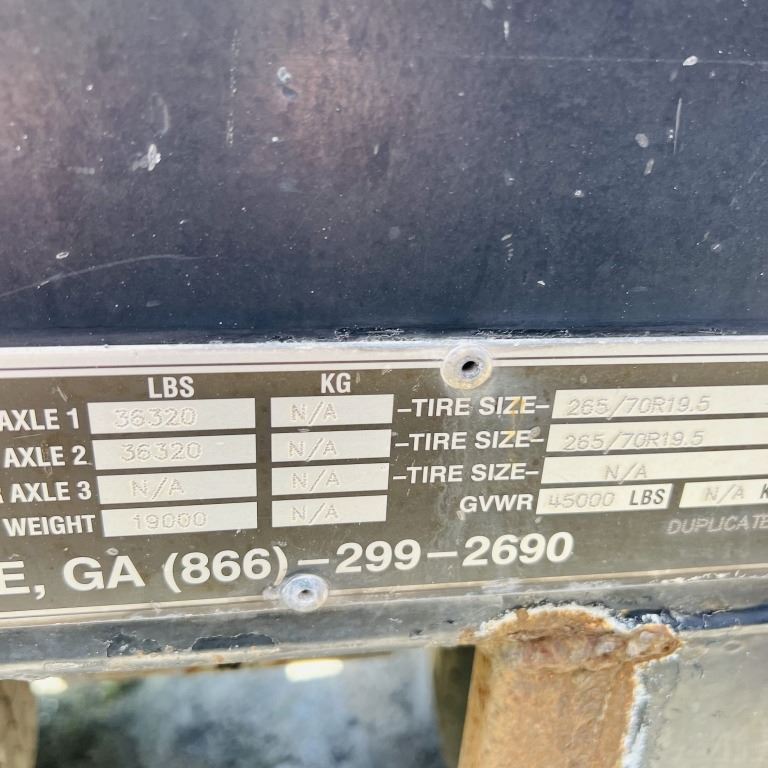 LBS KG
AXLE 1 36320 N/A -TIRE SIZE- 265/70R19.5
AXLE 2 36320 N/A -TIRE SIZE- 265/70R19.5
AXLE 3 N/A N/A -TIRE SIZE- N/A
WEIGHT 19000 N/A GVWR 45000 LBS N/A K
DUPLICATE
E, GA (866)-299-2690